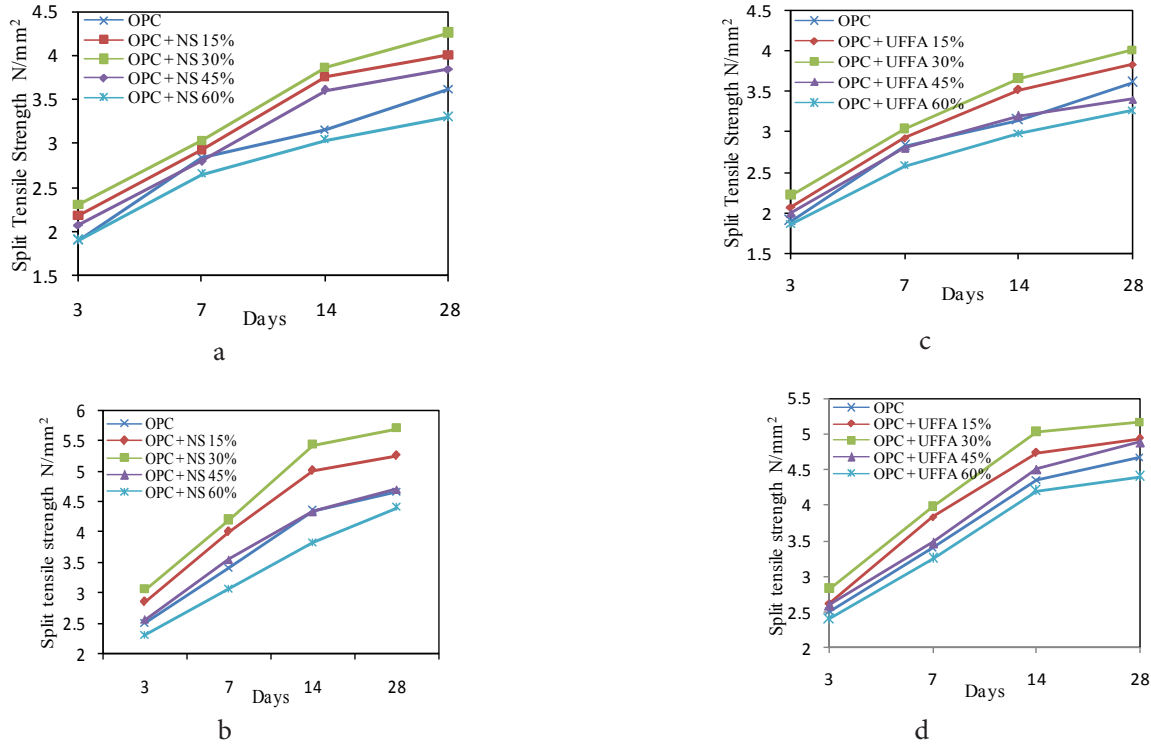 Split Tensile Strength N/mm²
4.5
4
3.5
3
2.5
2
1.5
OPC
OPC + NS 15%
OPC + NS 30%
OPC + NS 45%
OPC + NS 60%
3
7
14
28
Days
a
Split Tensile Strength N/mm²
4.5
4
3.5
3
2.5
2
1.5
OPC
OPC + UFFA 15%
OPC + UFFA 30%
OPC + UFFA 45%
OPC + UFFA 60%
3
7
14
28
Days
c
Split tensile strength N/mm²
6
5.5
5
4.5
4
3.5
3
2.5
2
OPC
OPC + NS 15%
OPC + NS 30%
OPC + NS 45%
OPC + NS 60%
3
7
14
28
Days
b
Split tensile strength N/mm²
5.5
5
4.5
4
3.5
3
2.5
2
OPC
OPC + UFFA 15%
OPC + UFFA 30%
OPC + UFFA 45%
OPC + UFFA 60%
3
7
14
28
Days
d